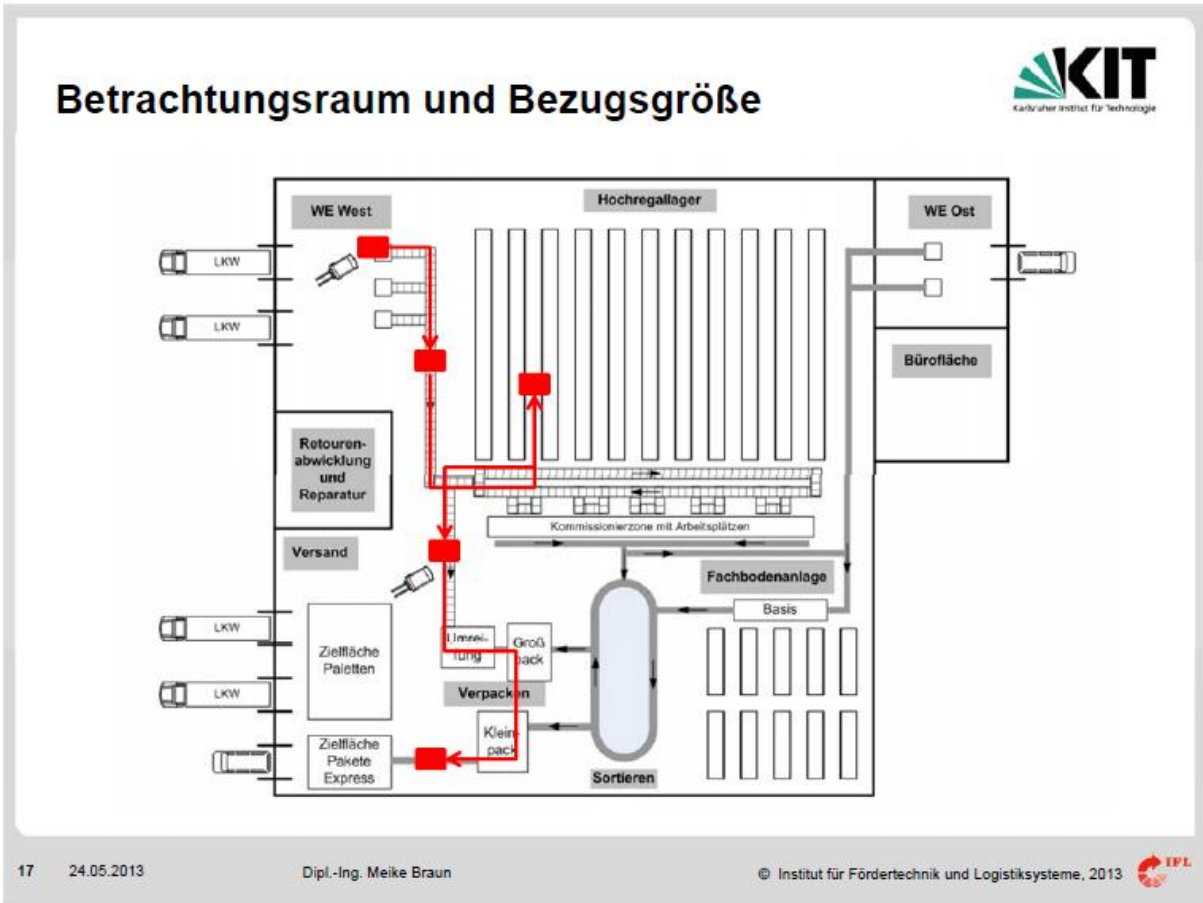 Betrachtungsraum und Bezugsgröße
KIT
Karlsruher Institut für Technologie
WE West
Hochregallager
WE Ost
LKW
LKW
Bürofläche
Retouren-
abwicklung
und
Reparatur
Kommissionierzone mit Arbeitsplätzen
Versand
Fachbodenanlage
Basis
LKW
Zielfläche
Paletten
Umrei-
fung
Groß
pack
LKW
Verpacken
Klein-
pack
Zielfläche
Pakete
Express
Sortieren
17
24.05.2013
Dipl.-Ing. Meike Braun
© Institut für Fördertechnik und Logistiksysteme, 2013
IFL